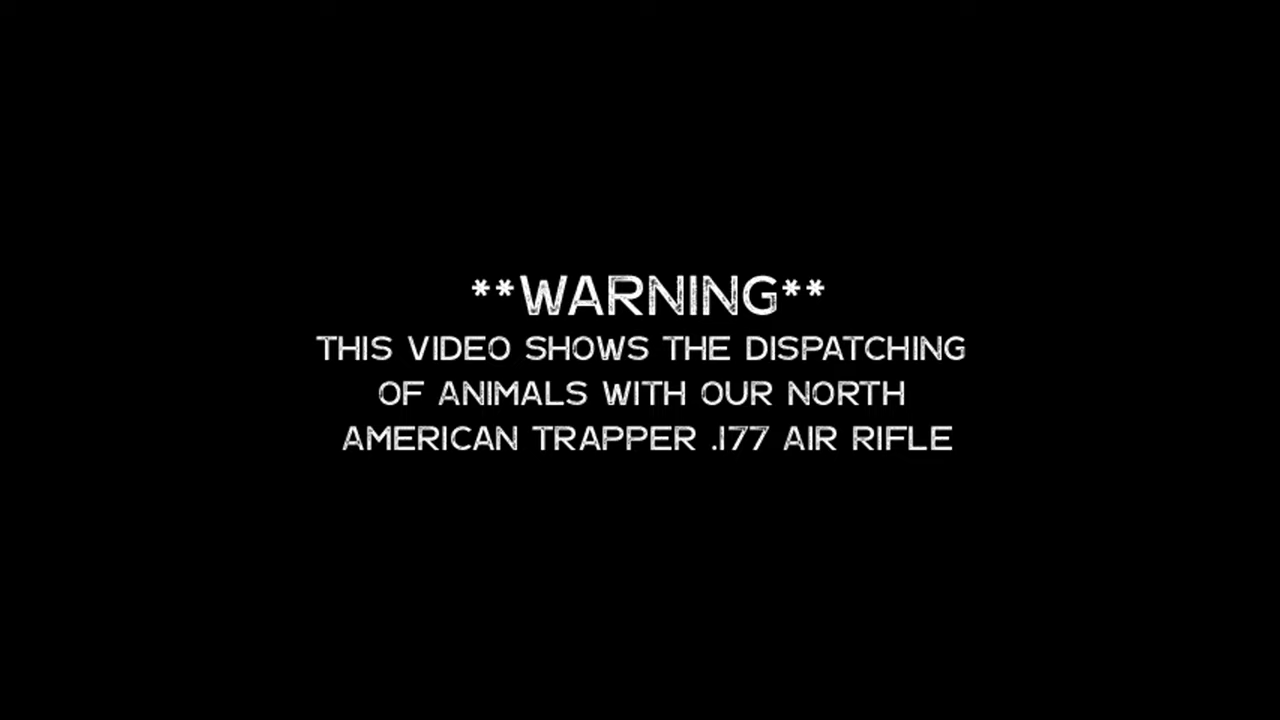 **WARNING**
THIS VIDEO SHOWS THE DISPATCHING
OF ANIMALS WITH OUR NORTH
AMERICAN TRAPPER .177 AIR RIFLE